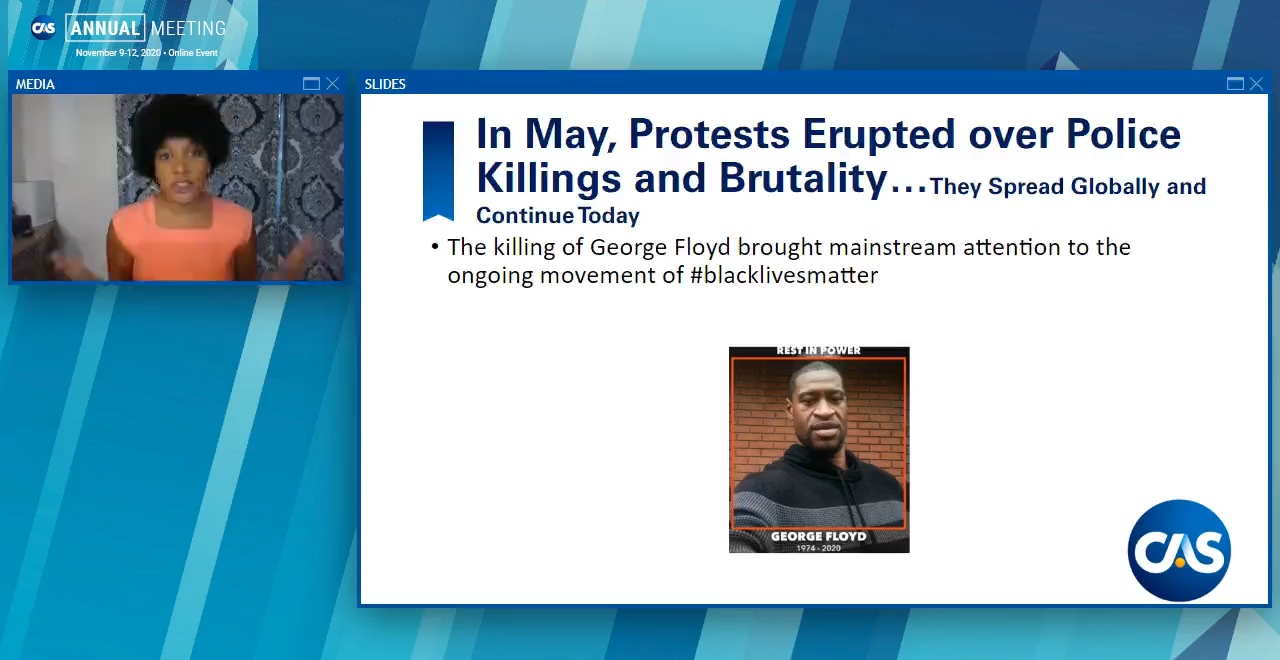 CAS ANNUAL MEETING
November 9-12, 2020 • Online Event
MEDIA
SLIDES
In May, Protests Erupted over Police
Killings and Brutality…They Spread Globally and
Continue Today
• The killing of George Floyd brought mainstream attention to the
ongoing movement of #blacklivesmatter
REST IN POWER
GEORGE FLOYD
1974 - 2020
CAS